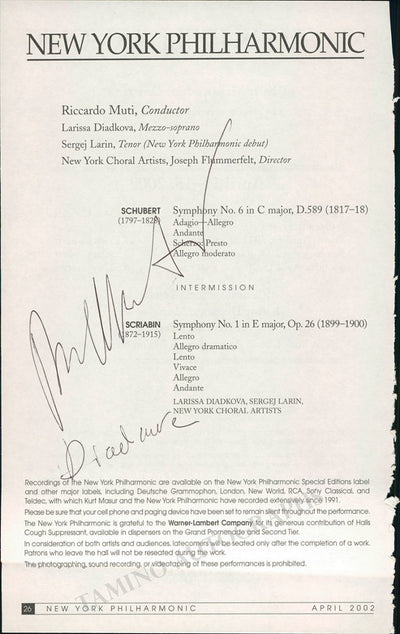 NEW YORK PHILHARMONIC
Riccardo Muti, Conductor
Larissa Diadkova, Mezzo-soprano
Sergej Larin, Tenor (New York Philharmonic debut)
New York Choral Artists, Joseph Flummerfelt, Director
SCHUBERT Symphony No. 6 in C major, D.589 (1817–18)
(1797–1828) Adagio—Allegro
Andante
Scherzo: Presto
Allegro moderato
INTERMISSION
SCRIABIN Symphony No. 1 in E major, Op. 26 (1899–1900)
(1872–1915) Lento
Allegro dramatico
Lento
Vivace
Allegro
Andante
LARISSA DIADKOVA, SERGEJ LARIN,
NEW YORK CHORAL ARTISTS
Diadkova
Recordings of the New York Philharmonic are available on the New York Philharmonic Special Editions label
and other major labels, including Deutsche Grammophon, London, New World, RCA, Sony Classical, and
Teldec, with which Kurt Masur and the New York Philharmonic have recorded extensively since 1991.
Please be sure that your cell phone and paging device have been set to remain silent throughout the performance.
The New York Philharmonic is grateful to the Warner-Lambert Company for its generous contribution of Halls
Cough Suppressant, available in dispensers on the Grand Promenade and Second Tier.
In consideration of both artists and audiences, latecomers will be seated only after the completion of a work.
Patrons who leave the hall will not be reseated during the work.
The photographing, sound recording, or videotaping of these performances is prohibited.
TAMINO AUTOGRAPHS
26 NEW YORK PHILHARMONIC APRIL 2002